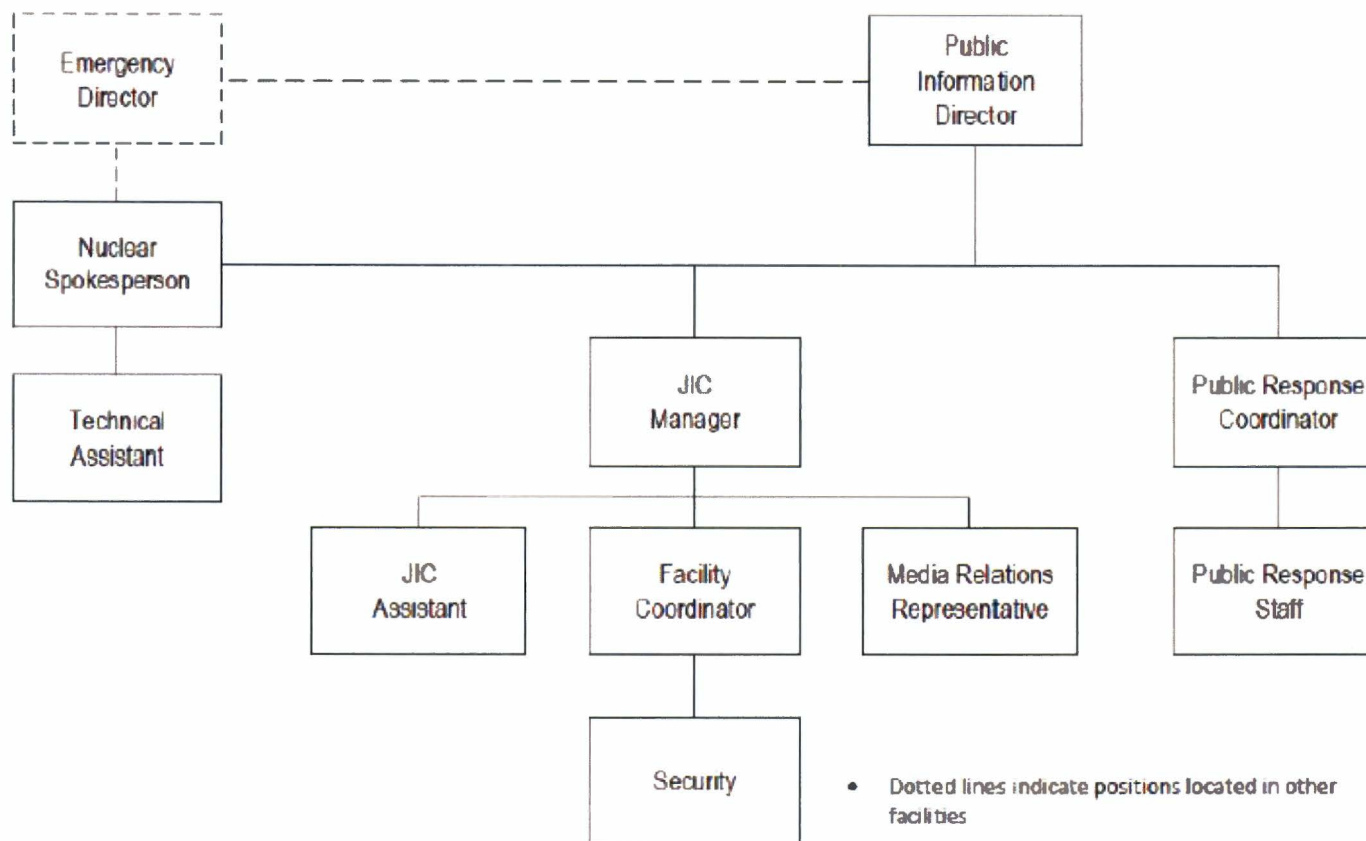 Emergency
Director
Public
Information
Director
Nuclear
Spokesperson
Technical
Assistant
JIC
Manager
Public Response
Coordinator
JIC
Assistant
Facility
Coordinator
Media Relations
Representative
Public Response
Staff
Security
• Dotted lines indicate positions located in other
facilities